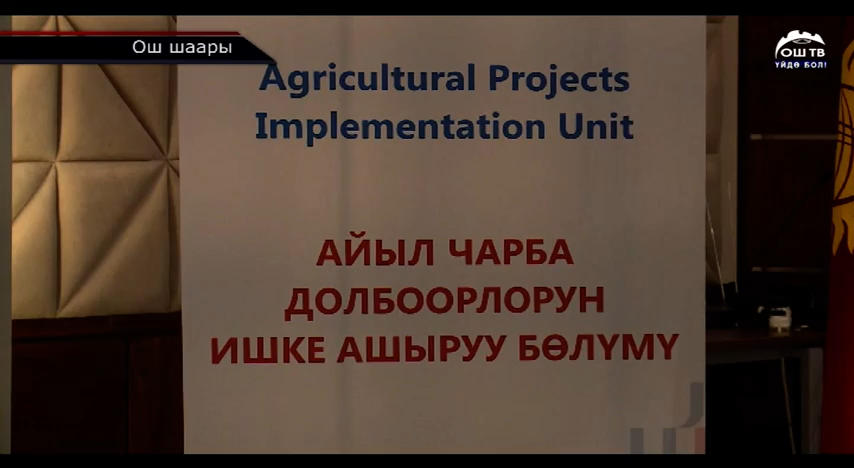 Ош шаары
ОШ ТВ
ҮЙДӨ БОЛ!
Agricultural Projects
Implementation Unit
АЙЫЛ ЧАРБА
ДОЛБООРЛОРУН
ИШКЕ АШЫРУУ БӨЛҮМҮ